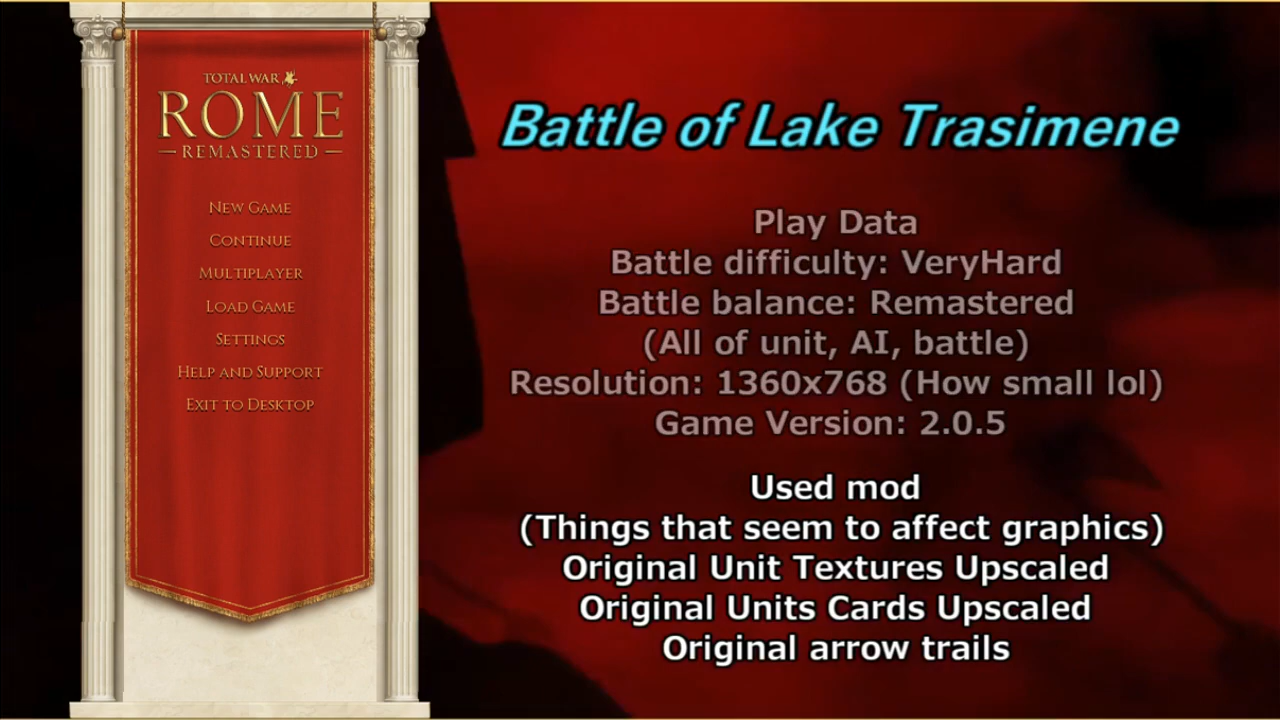 TOTAL WAR
ROME
REMASTERED
NEW GAME
CONTINUE
MULTIPLAYER
LOAD GAME
SETTINGS
HELP AND SUPPORT
EXIT TO DESKTOP
Battle of Lake Trasimene
Play Data
Battle difficulty: VeryHard
Battle balance: Remastered
(All of unit, AI, battle)
Resolution: 1360x768 (How small lol)
Game Version: 2.0.5
Used mod
(Things that seem to affect graphics)
Original Unit Textures Upscaled
Original Units Cards Upscaled
Original arrow trails